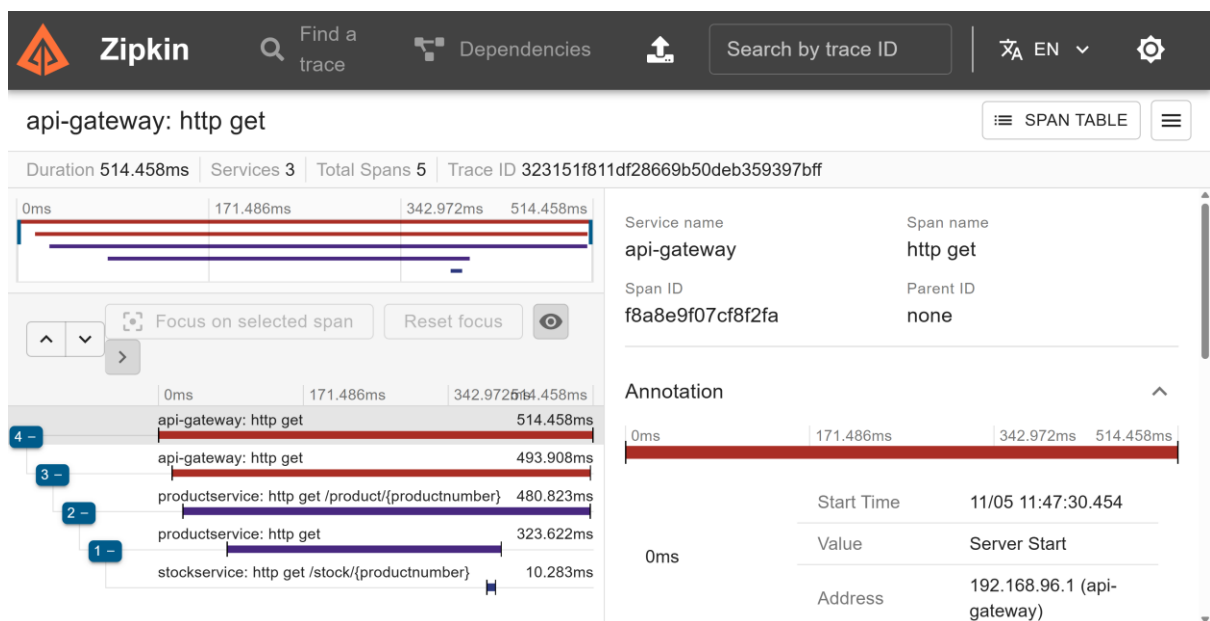 Zipkin
Find a
trace
Dependencies
Search by trace ID
EN
api-gateway: http get
SPAN TABLE
Duration 514.458ms Services 3 Total Spans 5 Trace ID 323151f811df28669b50deb359397bff
0ms 171.486ms 342.972ms 514.458ms
Focus on selected span Reset focus
0ms 171.486ms 342.972ms 514.458ms
api-gateway: http get 514.458ms
4 −
api-gateway: http get 493.908ms
3 −
productservice: http get /product/{productnumber} 480.823ms
2 −
productservice: http get 323.622ms
1 −
stockservice: http get /stock/{productnumber} 10.283ms
Service name Span name
api-gateway http get
Span ID Parent ID
f8a8e9f07cf8f2fa none
Annotation
0ms 171.486ms 342.972ms 514.458ms
Start Time 11/05 11:47:30.454
0ms
Value Server Start
Address 192.168.96.1 (api-
gateway)